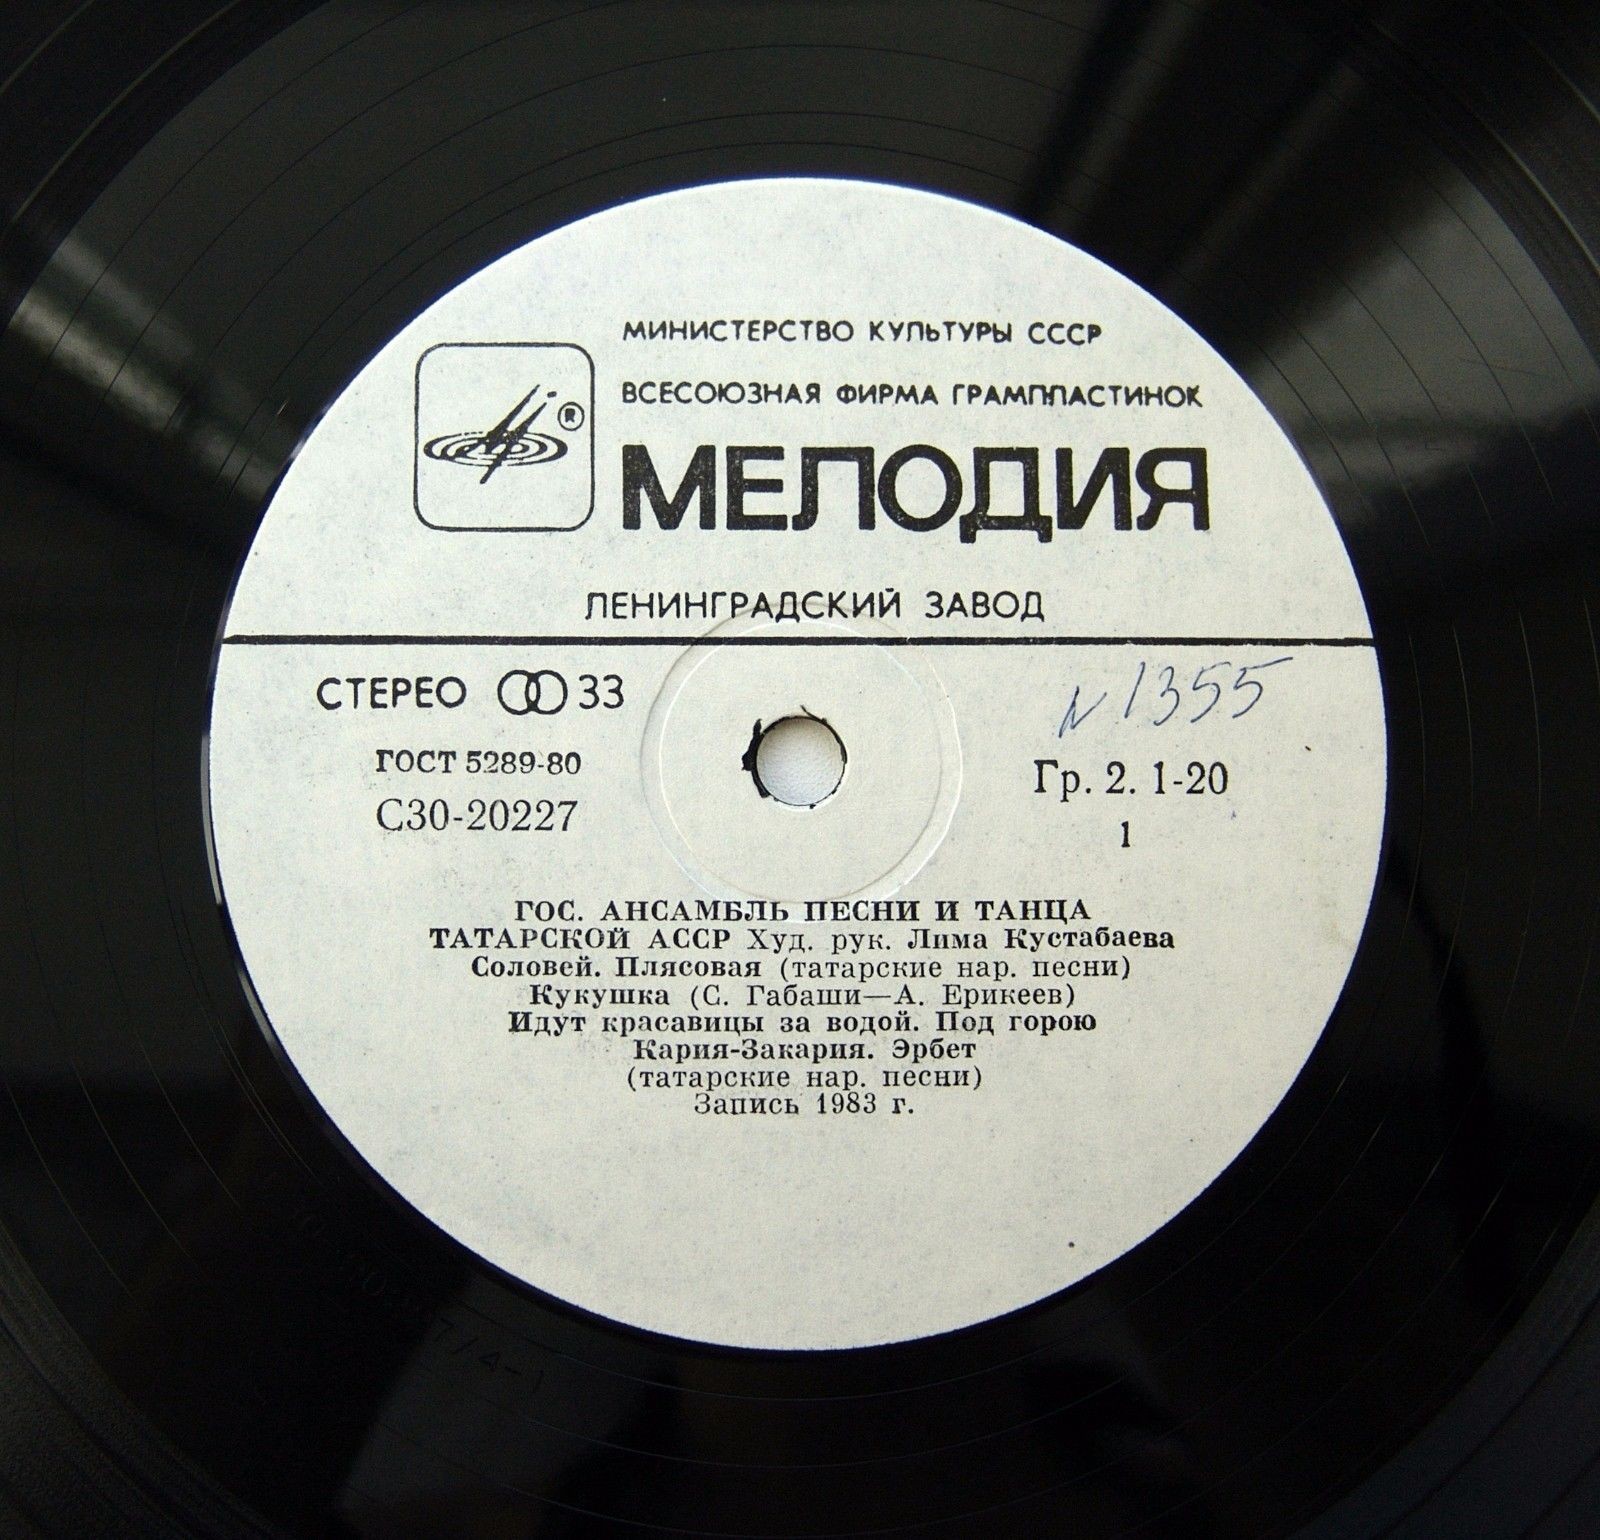 МИНИСТЕРСТВО КУЛЬТУРЫ СССР
ВСЕСОЮЗНАЯ ФИРМА ГРАМПЛАСТИНОК
®
МЕЛОДИЯ
ЛЕНИНГРАДСКИЙ ЗАВОД
СТЕРЕО 33
N 1355
ГОСТ 5289-80
Гр. 2. 1-20
С30-20227
1
ГОС. АНСАМБЛЬ ПЕСНИ И ТАНЦА
ТАТАРСКОЙ АССР Худ. рук. Лима Кустабаева
Соловей. Плясовая (татарские нар. песни)
Кукушка (С. Габаши—А. Ерикеев)
Идут красавицы за водой. Под горою
Кария-Закария. Эрбет
(татарские нар. песни)
Запись 1983 г.